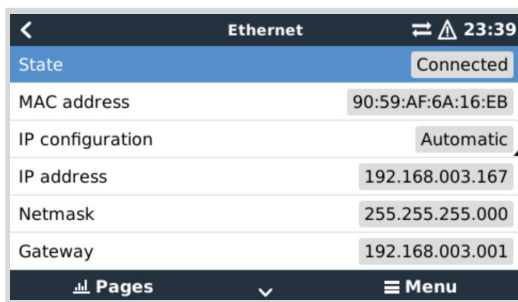 Ethernet 23:39
State Connected
MAC address 90:59:AF:6A:16:EB
IP configuration Automatic
IP address 192.168.003.167
Netmask 255.255.255.000
Gateway 192.168.003.001
Pages Menu